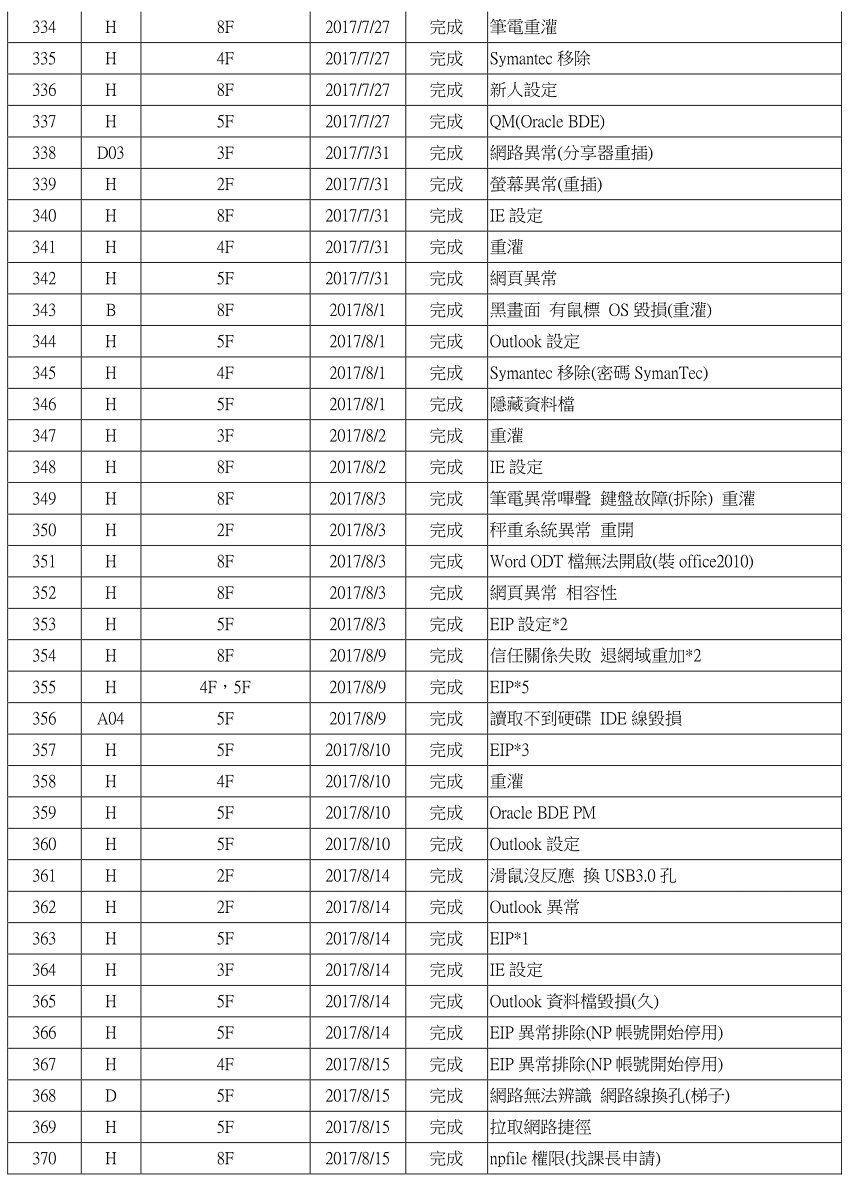 334 H 8F 2017/7/27 完成 筆電重灌
335 H 4F 2017/7/27 完成 Symantec 移除
336 H 8F 2017/7/27 完成 新人設定
337 H 5F 2017/7/27 完成 QM(Oracle BDE)
338 D03 3F 2017/7/31 完成 網路異常(分享器重插)
339 H 2F 2017/7/31 完成 螢幕異常(重插)
340 H 8F 2017/7/31 完成 IE 設定
341 H 4F 2017/7/31 完成 重灌
342 H 5F 2017/7/31 完成 網頁異常
343 B 8F 2017/8/1 完成 黑畫面 有鼠標 OS 毀損(重灌)
344 H 5F 2017/8/1 完成 Outlook 設定
345 H 4F 2017/8/1 完成 Symantec 移除(密碼 SymanTec)
346 H 5F 2017/8/1 完成 隱藏資料檔
347 H 3F 2017/8/2 完成 重灌
348 H 8F 2017/8/2 完成 IE 設定
349 H 8F 2017/8/3 完成 筆電異常嗶聲 鍵盤故障(拆除) 重灌
350 H 2F 2017/8/3 完成 秤重系統異常 重開
351 H 8F 2017/8/3 完成 Word ODT 檔無法開啟(裝 office2010)
352 H 8F 2017/8/3 完成 網頁異常 相容性
353 H 5F 2017/8/3 完成 EIP 設定*2
354 H 8F 2017/8/9 完成 信任關係失敗 退網域重加*2
355 H 4F，5F 2017/8/9 完成 EIP*5
356 A04 5F 2017/8/9 完成 讀取不到硬碟 IDE 線毀損
357 H 5F 2017/8/10 完成 EIP*3
358 H 4F 2017/8/10 完成 重灌
359 H 5F 2017/8/10 完成 Oracle BDE PM
360 H 5F 2017/8/10 完成 Outlook 設定
361 H 2F 2017/8/14 完成 滑鼠沒反應 換 USB3.0 孔
362 H 2F 2017/8/14 完成 Outlook 異常
363 H 5F 2017/8/14 完成 EIP*1
364 H 3F 2017/8/14 完成 IE 設定
365 H 5F 2017/8/14 完成 Outlook 資料檔毀損(久)
366 H 5F 2017/8/14 完成 EIP 異常排除(NP 帳號開始停用)
367 H 4F 2017/8/15 完成 EIP 異常排除(NP 帳號開始停用)
368 D 5F 2017/8/15 完成 網路無法辨識 網路線換孔(梯子)
369 H 5F 2017/8/15 完成 拉取網路捷徑
370 H 8F 2017/8/15 完成 npfile 權限(找課長申請)